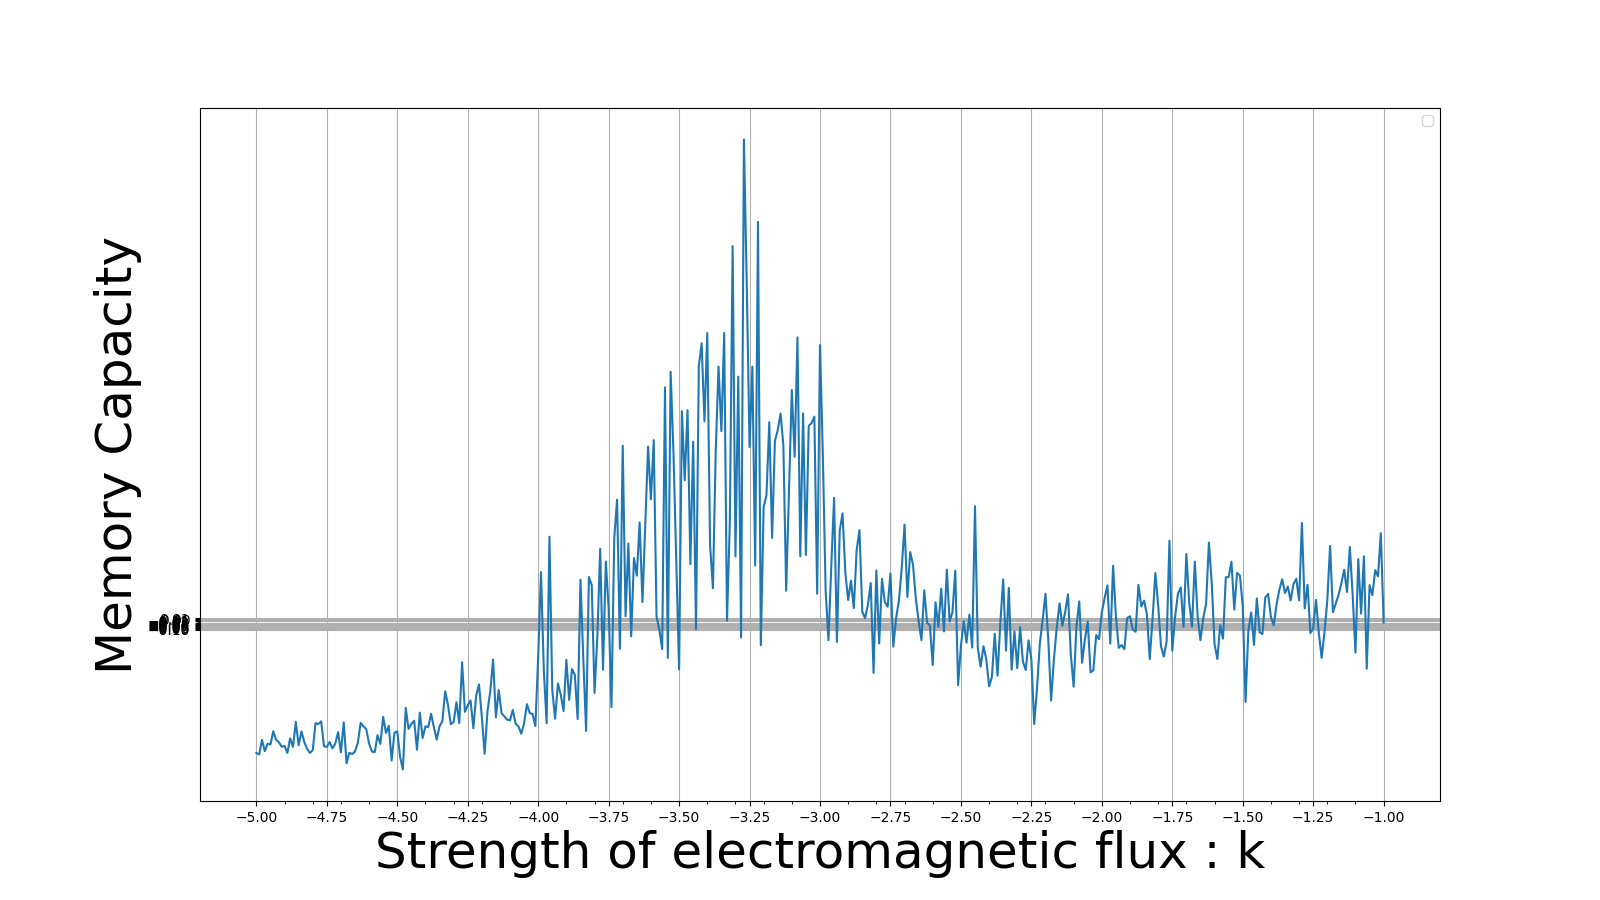 Memory Capacity
−5.00 −4.75 −4.50 −4.25 −4.00 −3.75 −3.50 −3.25 −3.00 −2.75 −2.50 −2.25 −2.00 −1.75 −1.50 −1.25 −1.00
Strength of electromagnetic flux : k